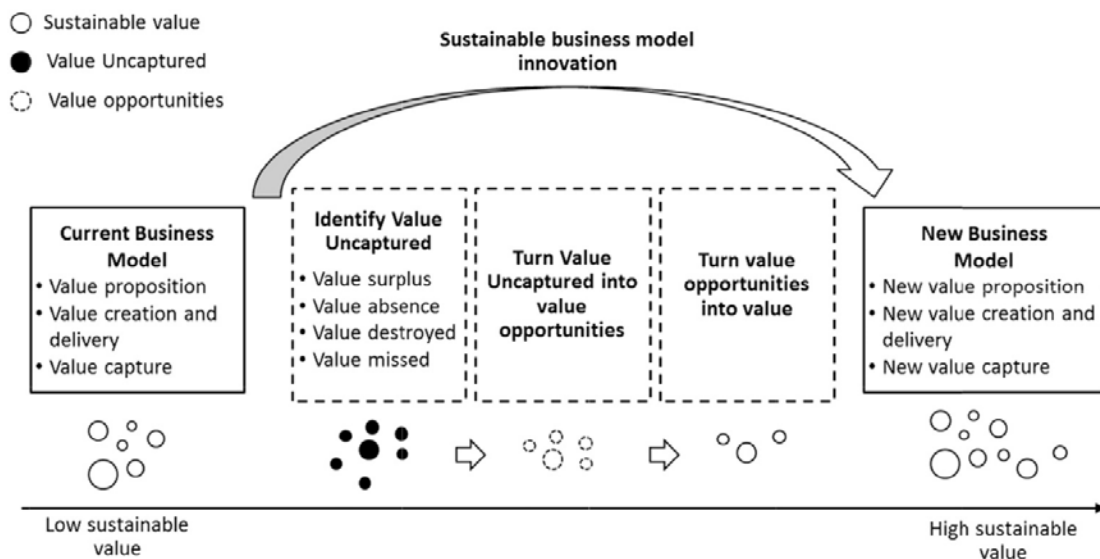 Sustainable value
Value Uncaptured
Value opportunities
Sustainable business model
innovation
Current Business
Model
• Value proposition
• Value creation and
delivery
• Value capture
Identify Value
Uncaptured
• Value surplus
• Value absence
• Value destroyed
• Value missed
Turn Value
Uncaptured into
value
opportunities
Turn value
opportunities
into value
New Business
Model
• New value proposition
• New value creation and
delivery
• New value capture
Low sustainable
value
High sustainable
value